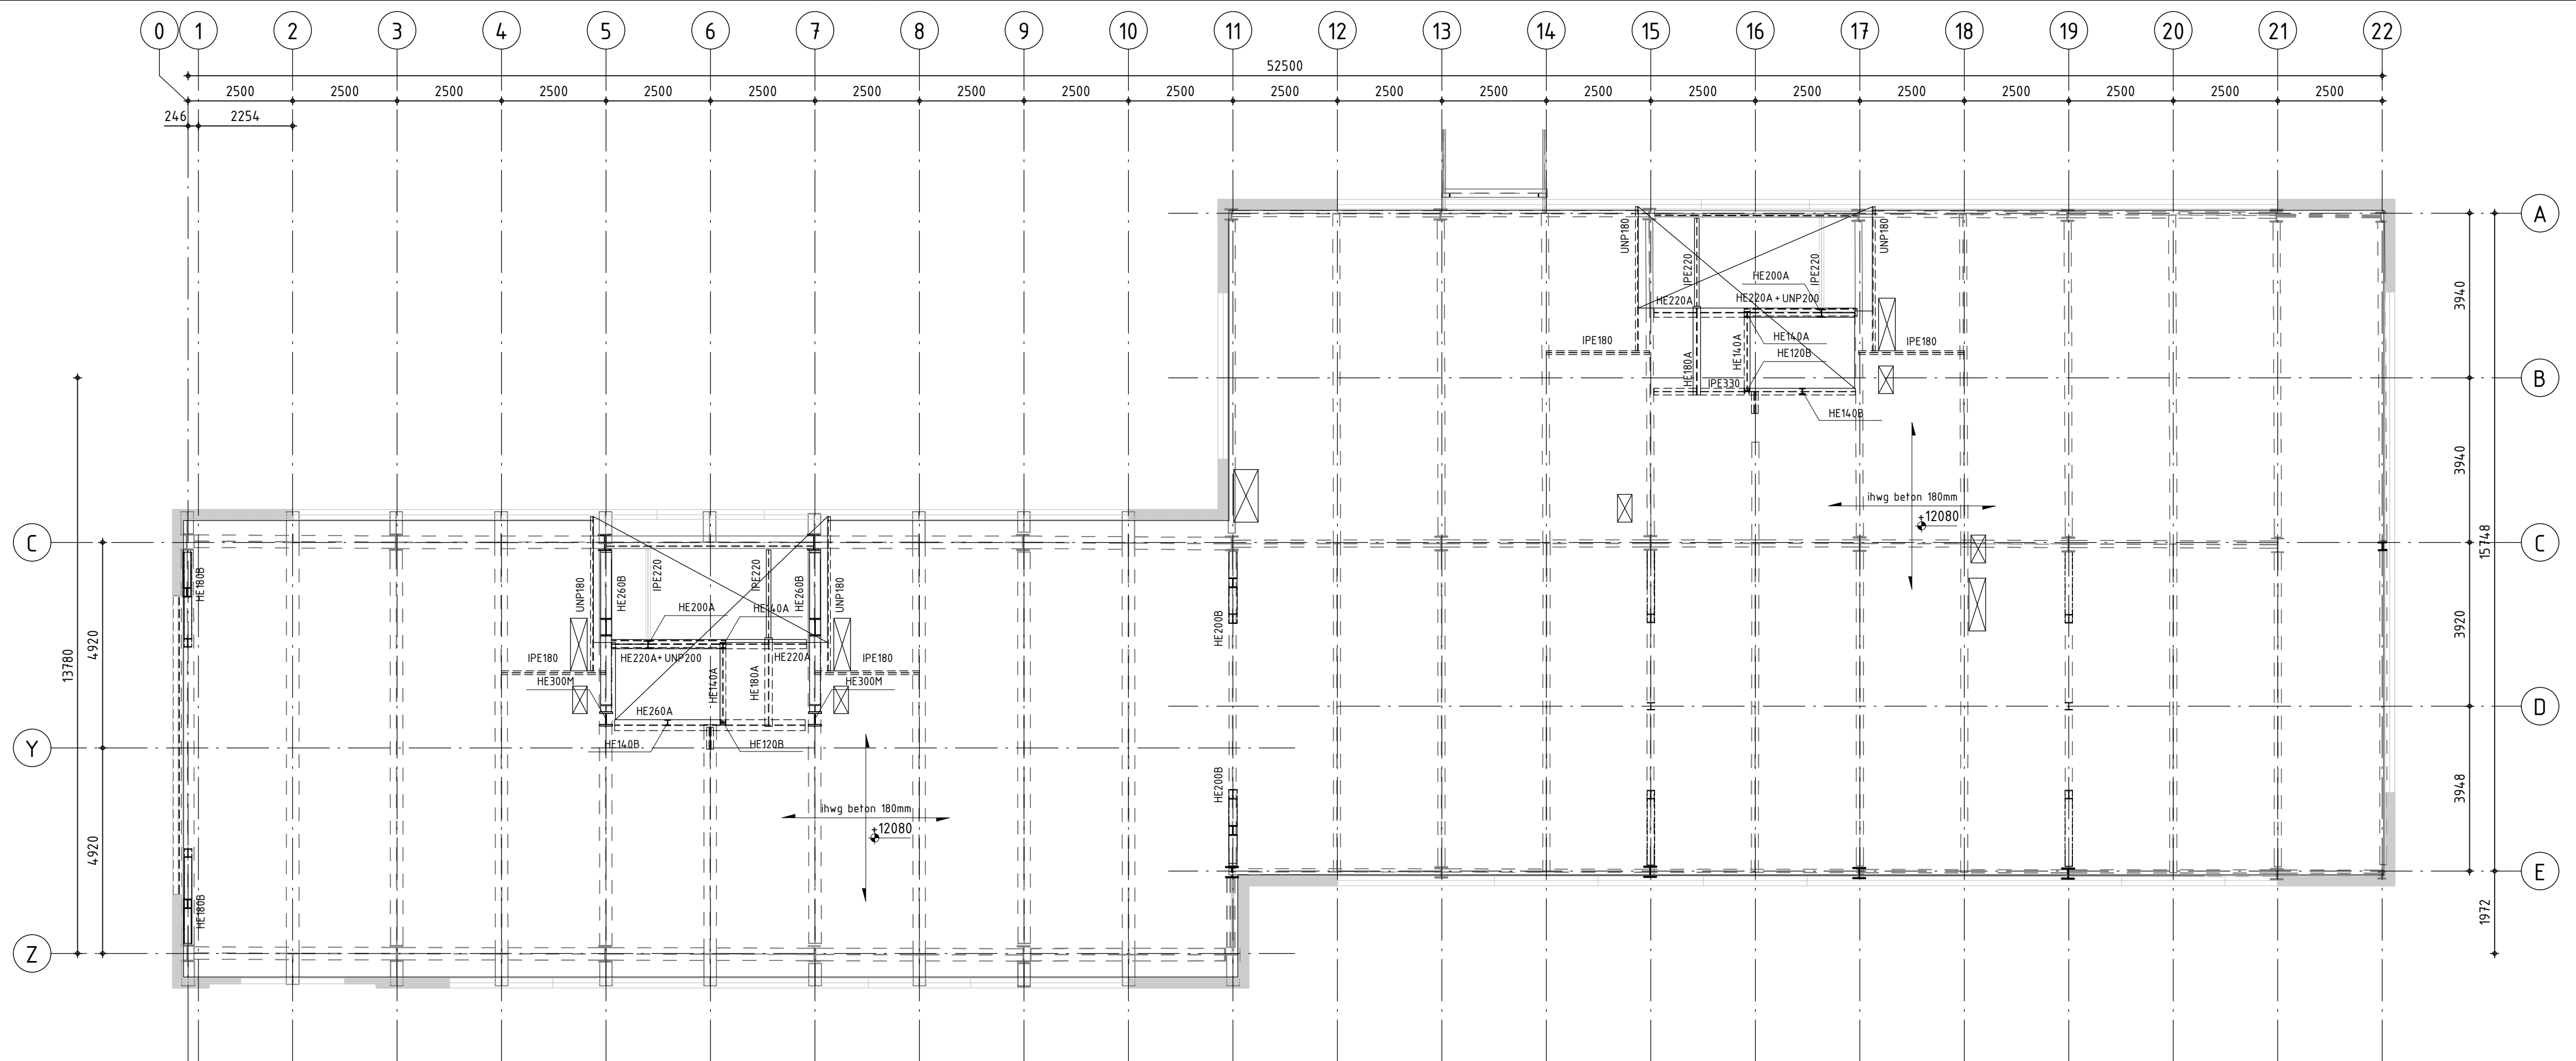 0 1 2 3 4 5 6 7 8 9 10 11 12 13 14 15 16 17 18 19 20 21 22
52500
2500 2500 2500 2500 2500 2500 2500 2500 2500 2500 2500 2500 2500 2500 2500 2500 2500 2500 2500 2500 2500
246 2254
A
UNP180
IPE220
IPE220
UNP180
HE200A
HE220A
HE220A + UNP200
3940
IPE180
HE140A
IPE180
HE180A
HE140A
HE120B
IPE330
B
HE140B
3940
ihwg beton 180mm
+12080
15748
C
C
HE180B
UNP180
HE260B
IPE220
IPE220
HE260B
UNP180
HE200A
HE140A
HE200B
3920
4920
13780
IPE180
HE220A+UNP200
HE220A
IPE180
HE300M
HE140A
HE180A
HE300M
HE260A
D
Y
HE140B
HE120B
HE200B
3948
ihwg beton 180mm
+12080
4920
E
HE180B
1972
Z